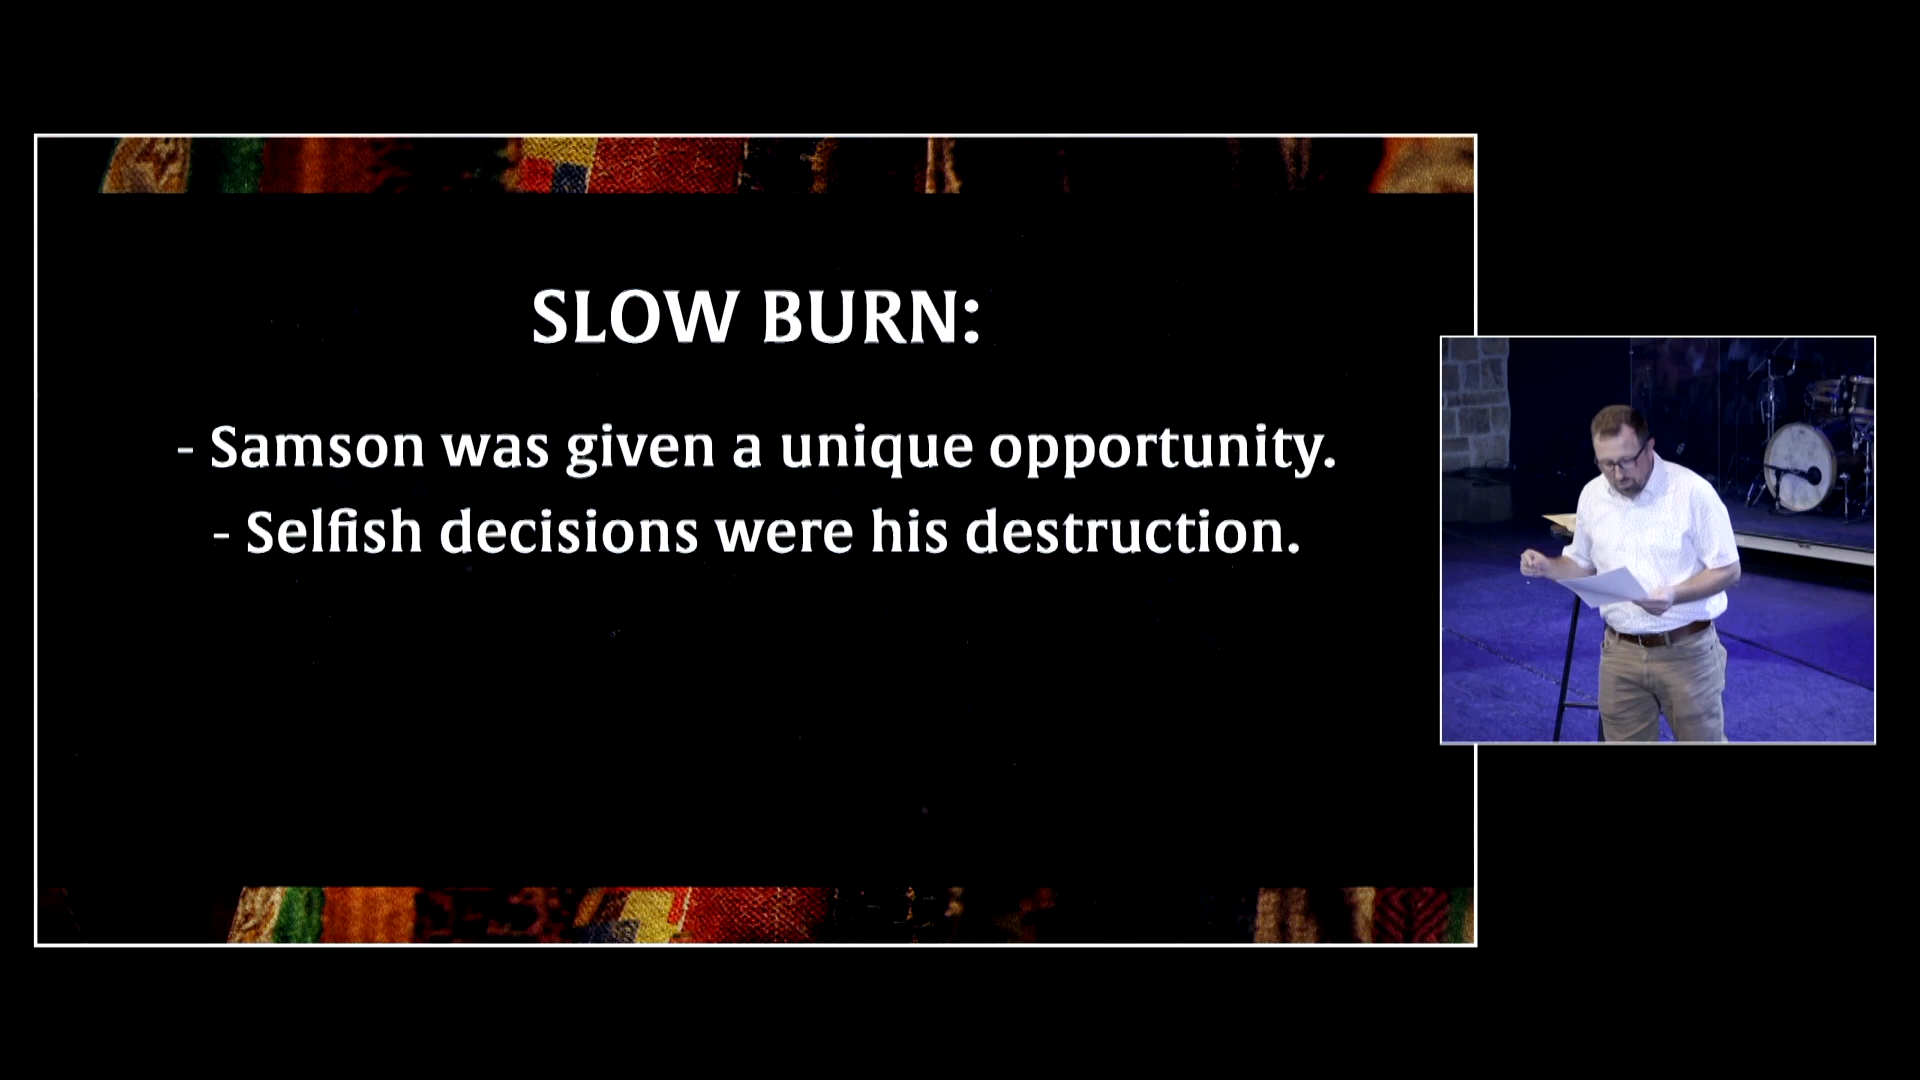 SLOW BURN:
- Samson was given a unique opportunity.
- Selfish decisions were his destruction.